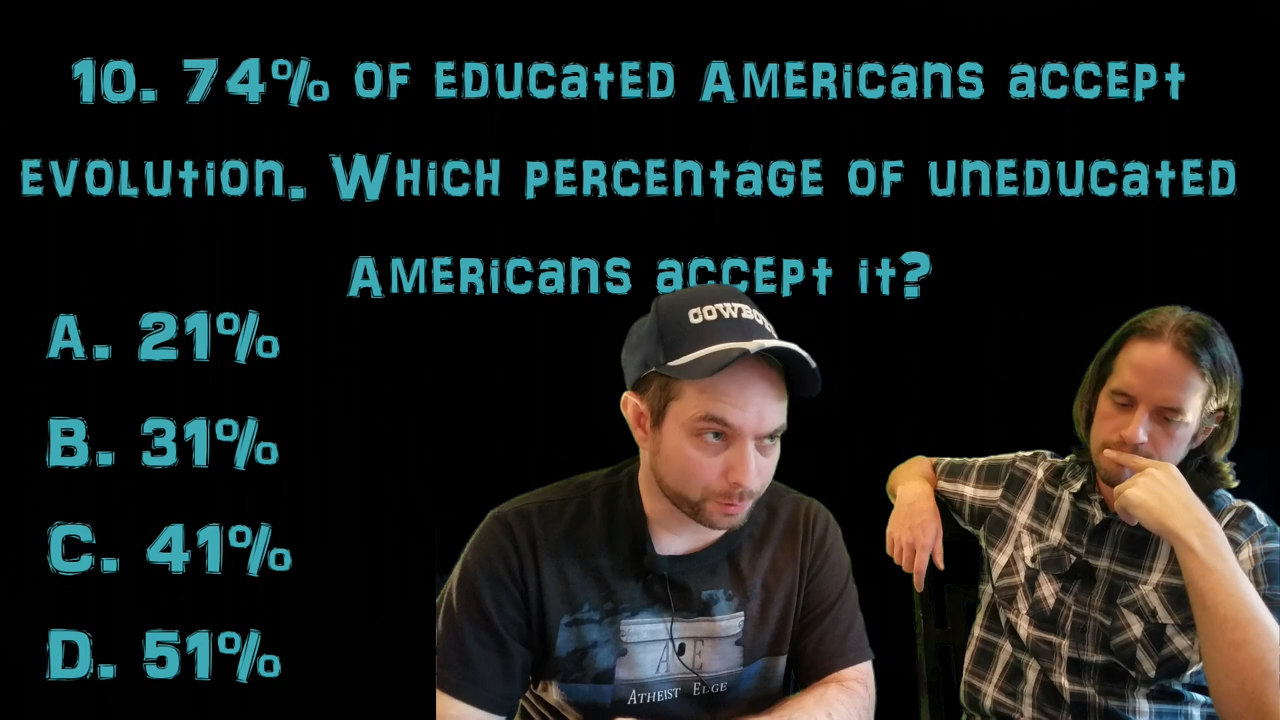 10. 74% of educated Americans accept
evolution. Which percentage of uneducated
Americans accept it?
A. 21%
B. 31%
C. 41%
D. 51%
COWBOY
Atheist Edge